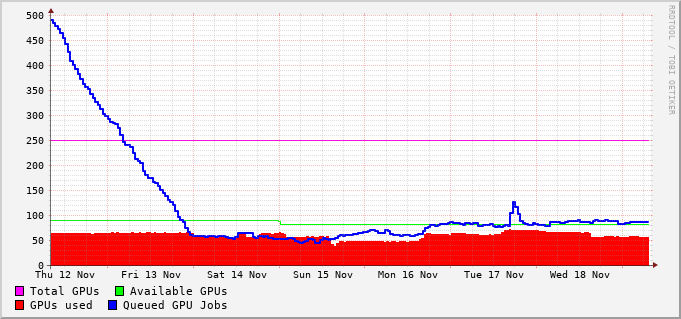 500
450
400
350
300
250
200
150
100
50
0
Thu 12 Nov Fri 13 Nov Sat 14 Nov Sun 15 Nov Mon 16 Nov Tue 17 Nov Wed 18 Nov
Total GPUs Available GPUs
GPUs used Queued GPU Jobs
RRDTOOL / TOBI OETIKER